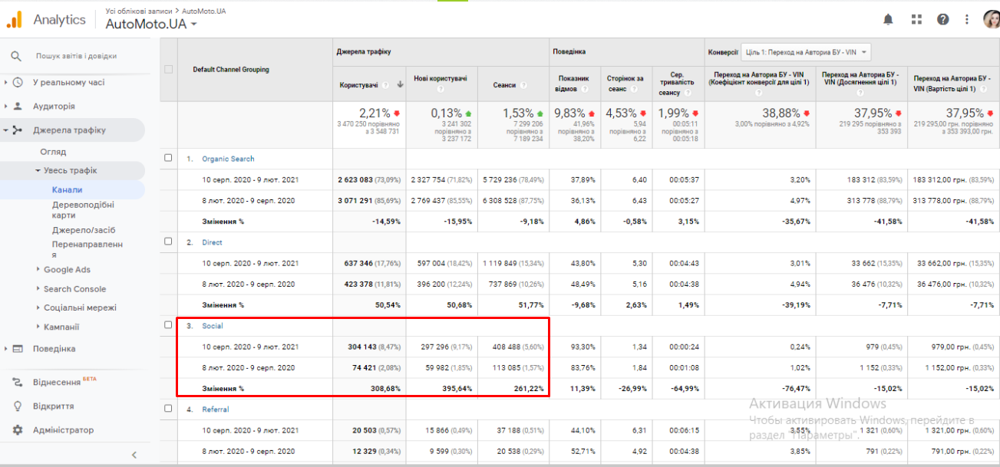 Analytics
Усі облікові записи > AutoMoto.UA
AutoMoto.UA
Пошук звітів і довідки
У реальному часі
Аудиторія
Джерела трафіку
Огляд
Увесь трафік
Канали
Деревоподібні
карти
Джерело/засіб
Перенаправленн
я
Google Ads
Search Console
Соціальні мережі
Кампанії
Поведінка
Віднесення БЕТА
Відкриття
Адміністратор
Default Channel Grouping
Джерела трафіку
Поведінка
Конверсії Ціль 1: Переход на Авториа БУ - VIN
Користувачі
Нові користувачі
Сеанси
Показник
відмов
Сторінок за
сеанс
Сер.
тривалість
сеансу
Переход на Авториа БУ - VIN
(Коефіцієнт конверсії для цілі 1)
Переход на Авториа БУ -
VIN (Досягнення цілі 1)
Переход на Авториа БУ -
VIN (Вартість цілі 1)
2,21%
3 470 250 порівняно
з 3 548 731
0,13%
3 241 302
порівняно з
3 237 172
1,53%
7 299 206
порівняно з
7 189 234
9,83%
41,96%
порівняно з
38,20%
4,53%
5,94
порівняно з
6,22
1,99%
00:05:11
порівняно з
00:05:18
38,88%
3,00% порівняно з 4,92%
37,95%
219 295 порівняно з
353 393
37,95%
219 295,00 грн. порівняно
з 353 393,00 грн.
1. Organic Search
10 серп. 2020 - 9 лют. 2021 2 623 083 (73,09%) 2 327 754 (71,82%) 5 729 236 (78,49%) 37,89% 6,40 00:05:37 3,20% 183 312 (83,59%) 183 312,00 грн. (83,59%)
8 лют. 2020 - 9 серп. 2020 3 071 291 (85,69%) 2 769 437 (85,55%) 6 308 528 (87,75%) 36,13% 6,43 00:05:27 4,97% 313 778 (88,79%) 313 778,00 грн. (88,79%)
Змінення % -14,59% -15,95% -9,18% 4,86% -0,58% 3,15% -35,67% -41,58% -41,58%
2. Direct
10 серп. 2020 - 9 лют. 2021 637 346 (17,76%) 597 004 (18,42%) 1 119 849 (15,34%) 43,80% 5,30 00:04:43 3,01% 33 662 (15,35%) 33 662,00 грн. (15,35%)
8 лют. 2020 - 9 серп. 2020 423 378 (11,81%) 396 200 (12,24%) 737 869 (10,26%) 48,49% 5,16 00:04:38 4,94% 36 476 (10,32%) 36 476,00 грн. (10,32%)
Змінення % 50,54% 50,68% 51,77% -9,68% 2,63% 1,49% -39,19% -7,71% -7,71%
3. Social
10 серп. 2020 - 9 лют. 2021 304 143 (8,47%) 297 296 (9,17%) 408 488 (5,60%) 93,30% 1,34 00:00:24 0,24% 979 (0,45%) 979,00 грн. (0,45%)
8 лют. 2020 - 9 серп. 2020 74 421 (2,08%) 59 982 (1,85%) 113 085 (1,57%) 83,76% 1,84 00:01:08 1,02% 1 152 (0,33%) 1 152,00 грн. (0,33%)
Змінення % 308,68% 395,64% 261,22% 11,39% -26,99% -64,99% -76,47% -15,02% -15,02%
4. Referral
10 серп. 2020 - 9 лют. 2021 20 503 (0,57%) 15 866 (0,49%) 37 188 (0,51%) 44,10% 6,31 00:06:15 3,55% 1 321 (0,60%) 1 321,00 грн. (0,60%)
8 лют. 2020 - 9 серп. 2020 12 329 (0,34%) 9 599 (0,30%) 20 538 (0,29%) 52,71% 4,92 00:04:38 3,85% 791 (0,22%) 791,00 грн. (0,22%)
Активация Windows
Чтобы активировать Windows, перейдите в
раздел "Параметры".